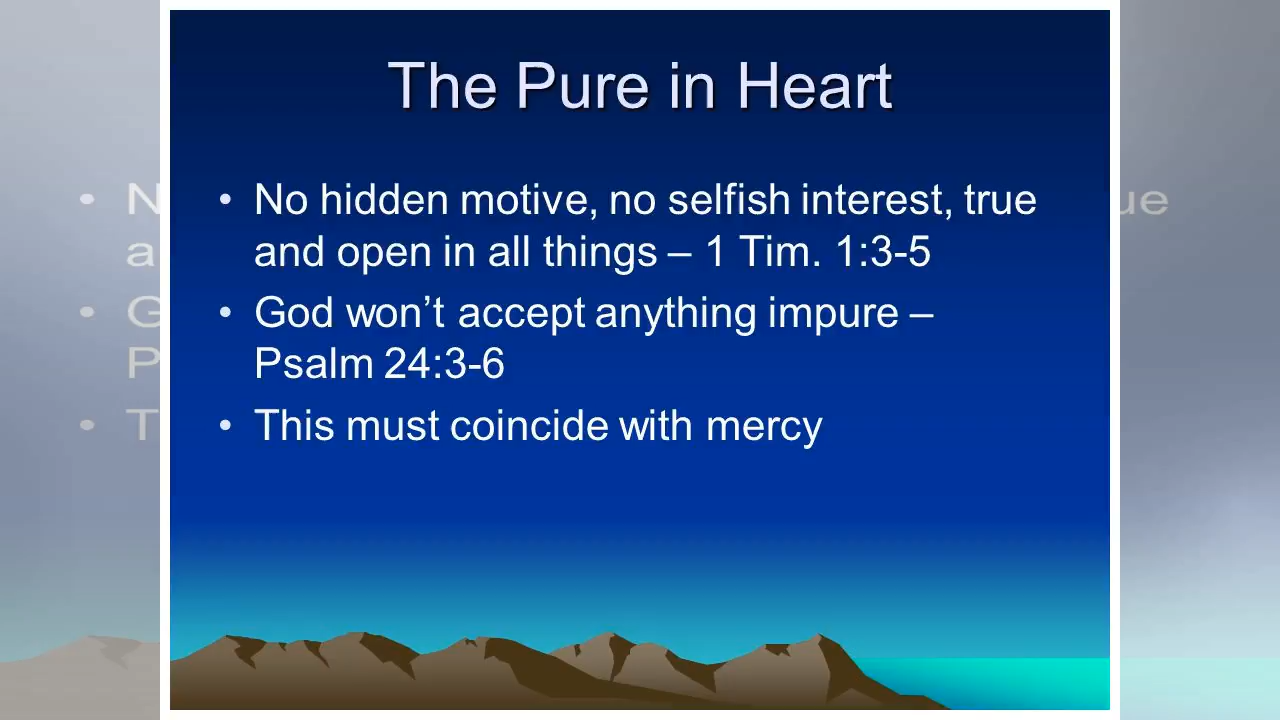 The Pure in Heart
• No hidden motive, no selfish interest, true
and open in all things – 1 Tim. 1:3-5
• God won’t accept anything impure –
Psalm 24:3-6
• This must coincide with mercy